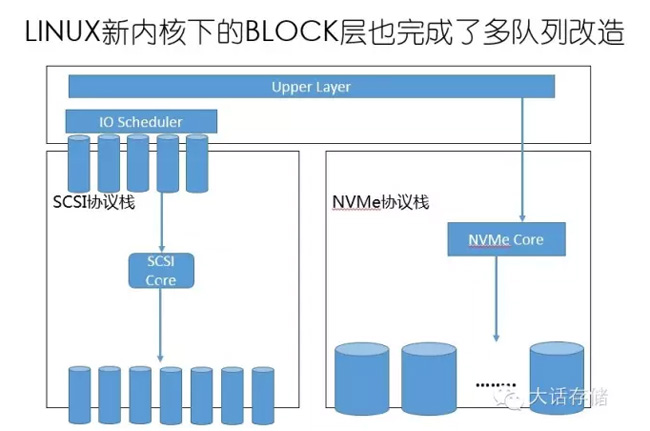 LINUX新内核下的BLOCK层也完成了多队列改造
Upper Layer
IO Scheduler
SCSI协议栈
NVMe协议栈
SCSI
Core
NVMe Core
........
大话存储